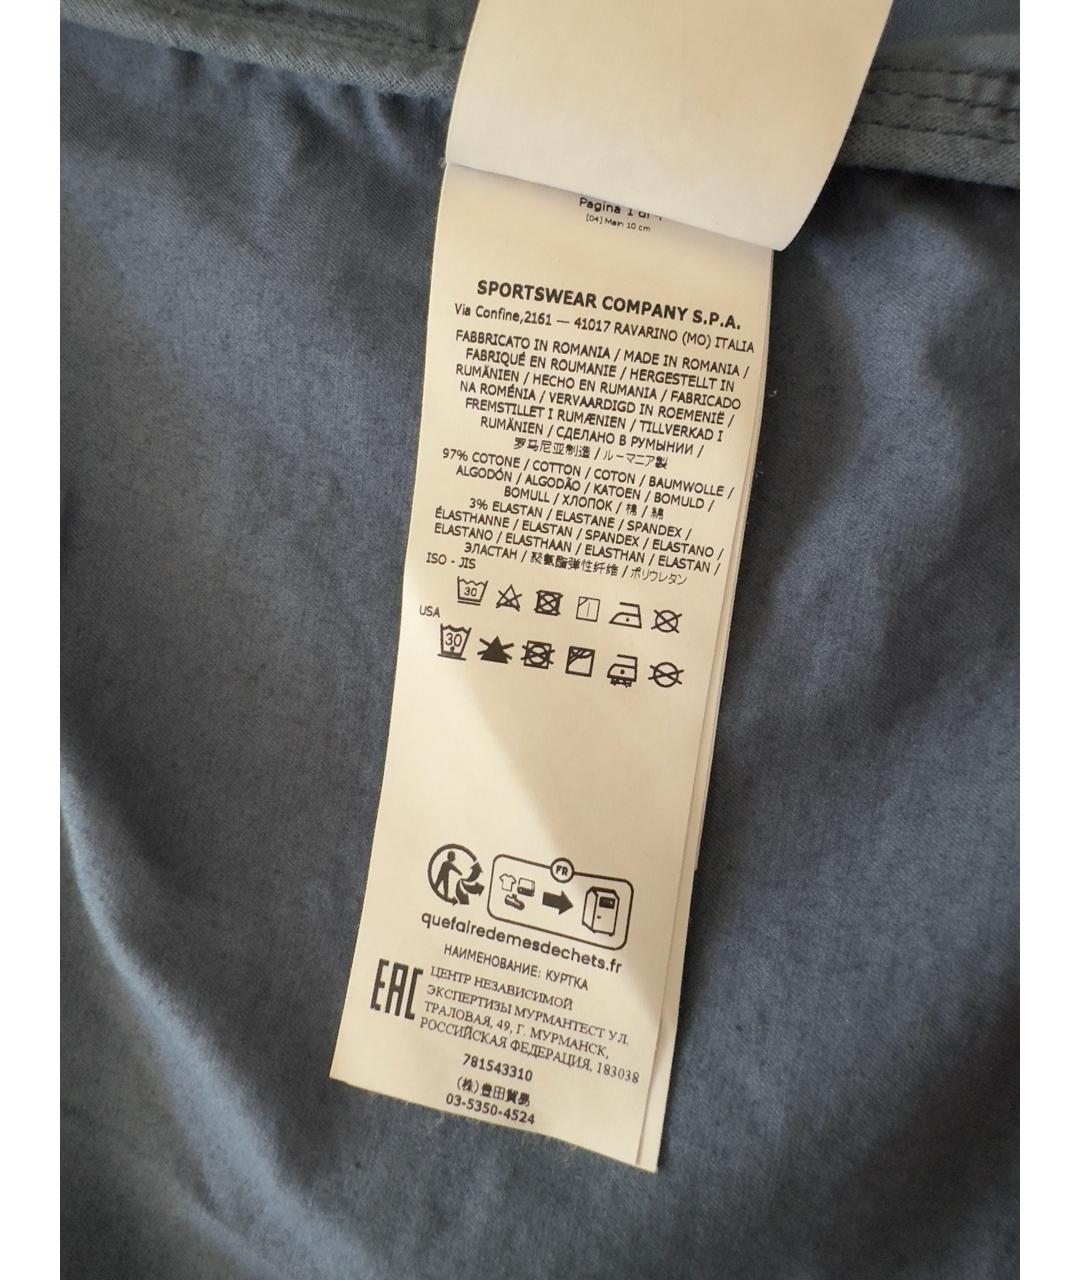 Pagina 1 di
[04] Main 10 cm
SPORTSWEAR COMPANY S.P.A.
Via Confine,2161 — 41017 RAVARINO (MO) ITALIA
FABBRICATO IN ROMANIA / MADE IN ROMANIA /
FABRIQUÉ EN ROUMANIE / HERGESTELLT IN
RUMÄNIEN / HECHO EN RUMANIA / FABRICADO
NA ROMÉNIA / VERVAARDIGD IN ROEMENIË /
FREMSTILLET I RUMÆNIEN / TILLVERKAD I
RUMÄNIEN / СДЕЛАНО В РУМЫНИИ /
罗马尼亚制造 / ルーマニア製
97% COTONE / COTTON / COTON / BAUMWOLLE /
ALGODÓN / ALGODÃO / KATOEN / BOMULD /
BOMULL / ХЛОПОК / 棉 / 綿
3% ELASTAN / ELASTANE / SPANDEX /
ÉLASTHANNE / ELASTAN / SPANDEX / ELASTANO /
ELASTANO / ELASTHAAN / ELASTHAN / ELASTAN /
ЭЛАСТАН / 聚氨酯弹性纤维 / ポリウレタン
ISO - JIS
30
USA
30
FR
quefairedemesdechets.fr
НАИМЕНОВАНИЕ: КУРТКА
EAC
ЦЕНТР НЕЗАВИСИМОЙ
ЭКСПЕРТИЗЫ МУРМАНТЕСТ УЛ.
ТРАЛОВАЯ, 49, Г. МУРМАНСК,
РОССИЙСКАЯ ФЕДЕРАЦИЯ, 183038
781543310
(株)豊田貿易
03-5350-4524